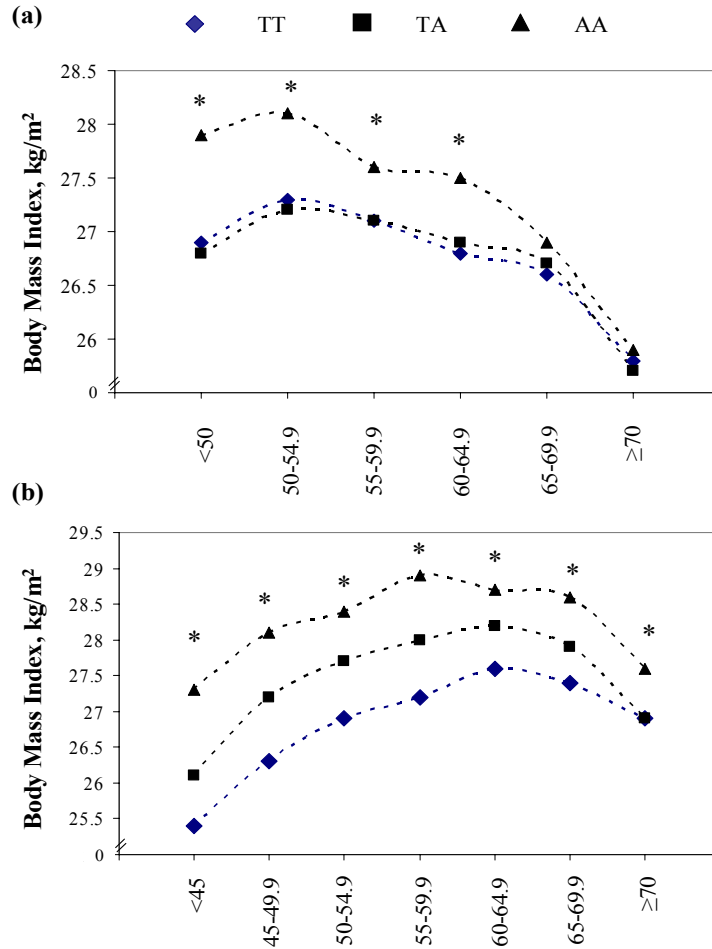 (a) TT TA AA
Body Mass Index, kg/m²
28.5
28
27.5
27
26.5
26
0
* * * *
<50 50-54.9 55-59.9 60-64.9 65-69.9 ≥70
(b)
Body Mass Index, kg/m²
29.5
29
28.5
28
27.5
27
26.5
26
25.5
0
* * * * * * *
<45 45-49.9 50-54.9 55-59.9 60-64.9 65-69.9 ≥70